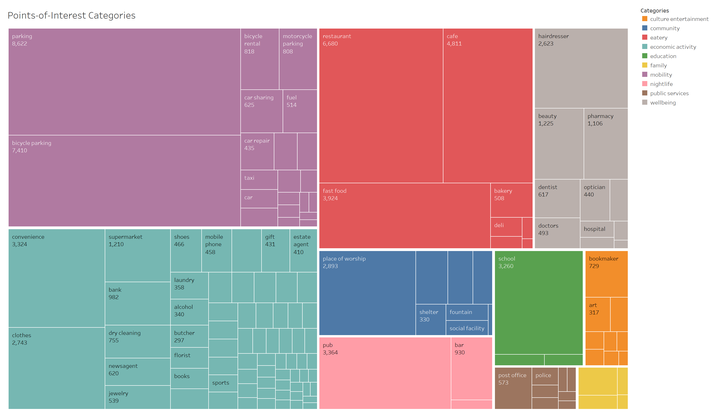 Points-of-Interest Categories
parking
8,622
bicycle
rental
818
motorcycle
parking
808
car sharing
625
fuel
514
bicycle parking
7,410
car repair
435
taxi
car
restaurant
6,680
cafe
4,811
fast food
3,924
bakery
508
deli
hairdresser
2,623
beauty
1,225
pharmacy
1,106
dentist
617
optician
440
doctors
493
hospital
convenience
3,324
supermarket
1,210
shoes
466
mobile
phone
458
gift
431
estate
agent
410
bank
982
laundry
358
alcohol
340
clothes
2,743
dry cleaning
755
butcher
297
newsagent
620
florist
jewelry
539
books
sports
place of worship
2,893
shelter
330
fountain
social facility
pub
3,364
bar
930
school
3,260
bookmaker
729
art
317
post office
573
police
Categories
culture entertainment
community
eatery
economic activity
education
family
mobility
nightlife
public services
wellbeing